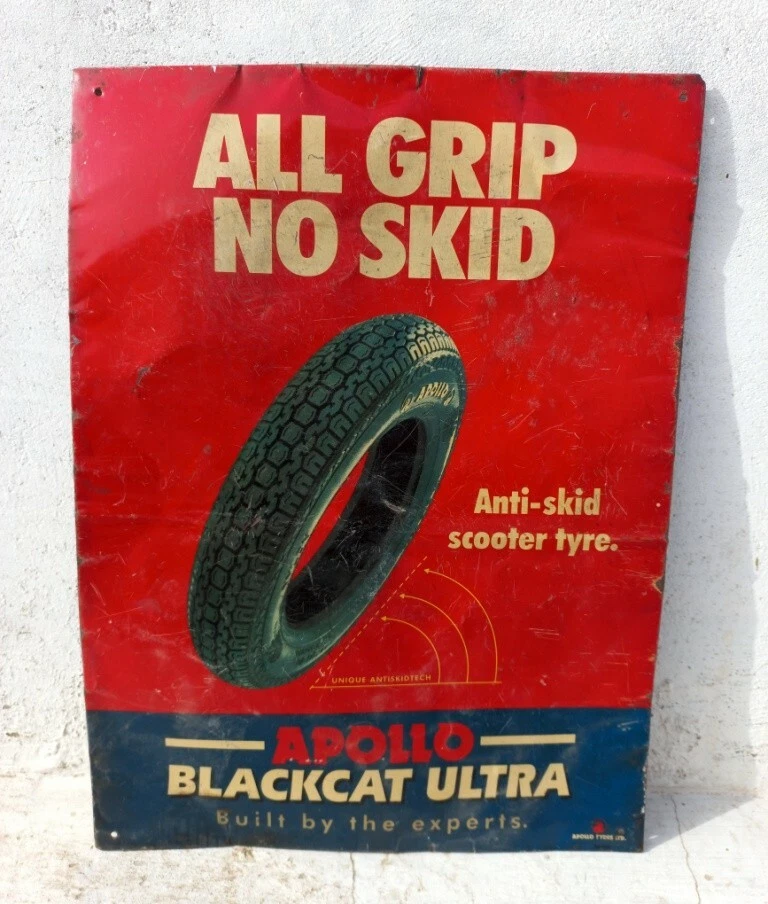 ALL GRIP
NO SKID
APOLLO
Anti-skid
scooter tyre.
UNIQUE ANTISKIDTECH
APOLLO
BLACKCAT ULTRA
Built by the experts.
APOLLO TYRES LTD.